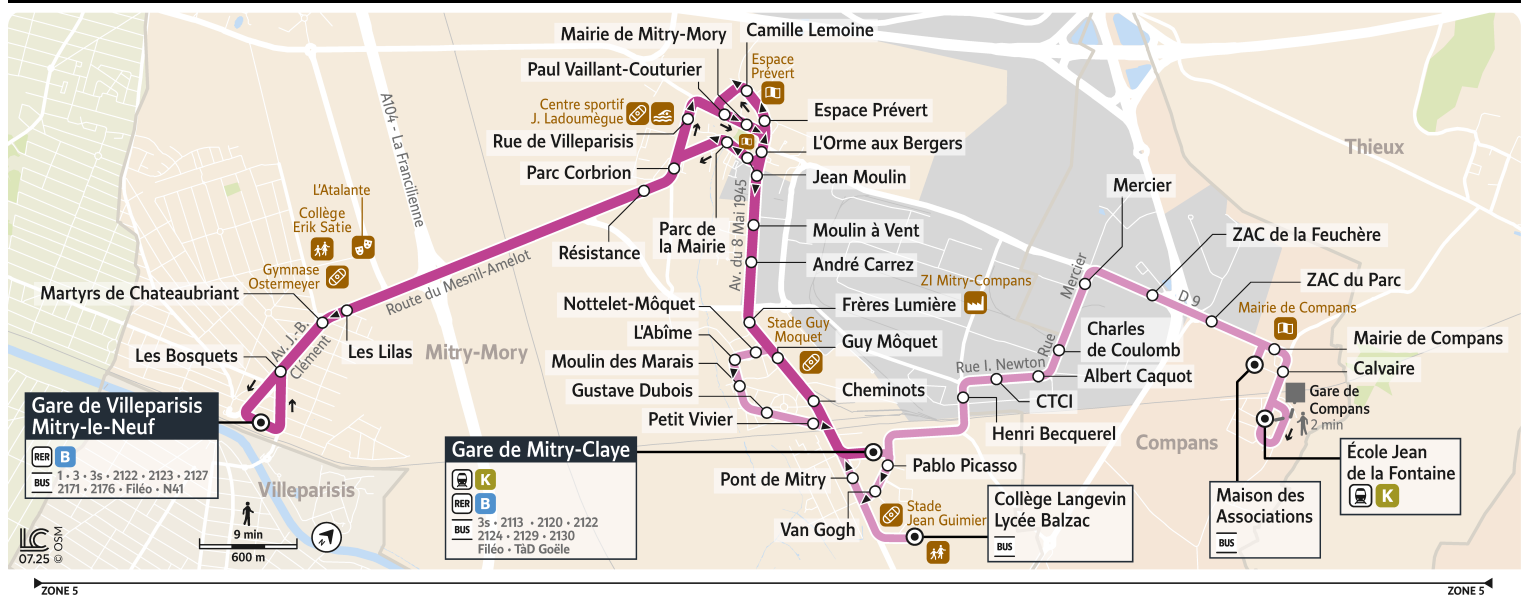 Mairie de Mitry-Mory
Camille Lemoine
Paul Vaillant-Couturier
Espace
Prévert
Centre sportif
J. Ladoumègue
Rue de Villeparisis
Espace Prévert
L'Orme aux Bergers
Parc Corbrion
Jean Moulin
A104 - La Francilienne
Thieux
L'Atalante
Collège
Erik Satie
Gymnase
Ostermeyer
Mercier
Parc de
la Mairie
Av. du 8 Mai 1945
Moulin à Vent
Résistance
André Carrez
ZAC de la Feuchère
Route du Mesnil-Amelot
ZI Mitry-Compans
Mercier
Rue
D 9
ZAC du Parc
Martyrs de Chateaubriant
Nottelet-Môquet
Frères Lumière
Stade Guy
Moquet
L'Abîme
Guy Môquet
Mairie de Compans
Av. J.-B.
Clément
Les Lilas
Mitry-Mory
Les Bosquets
Moulin des Marais
Charles
de Coulomb
Mairie de Compans
Rue I. Newton
Albert Caquot
Calvaire
Gustave Dubois
Cheminots
CTCI
Gare de
Compans
2 min
Petit Vivier
Henri Becquerel
Compans
Gare de Villeparisis
Mitry-le-Neuf
RER B
BUS
1 • 3 • 3s • 2122 • 2123 • 2127
2171 • 2176 • Filéo • N41
Villeparisis
Gare de Mitry-Claye
K
RER B
BUS
3s • 2113 • 2120 • 2122
2124 • 2129 • 2130
Filéo • TàD Goële
Pont de Mitry
Pablo Picasso
Van Gogh
Stade
Jean Guimier
Collège Langevin
Lycée Balzac
BUS
École Jean
de la Fontaine
K
Maison des
Associations
BUS
LC
07.25
© OSM
9 min
600 m
ZONE 5
ZONE 5